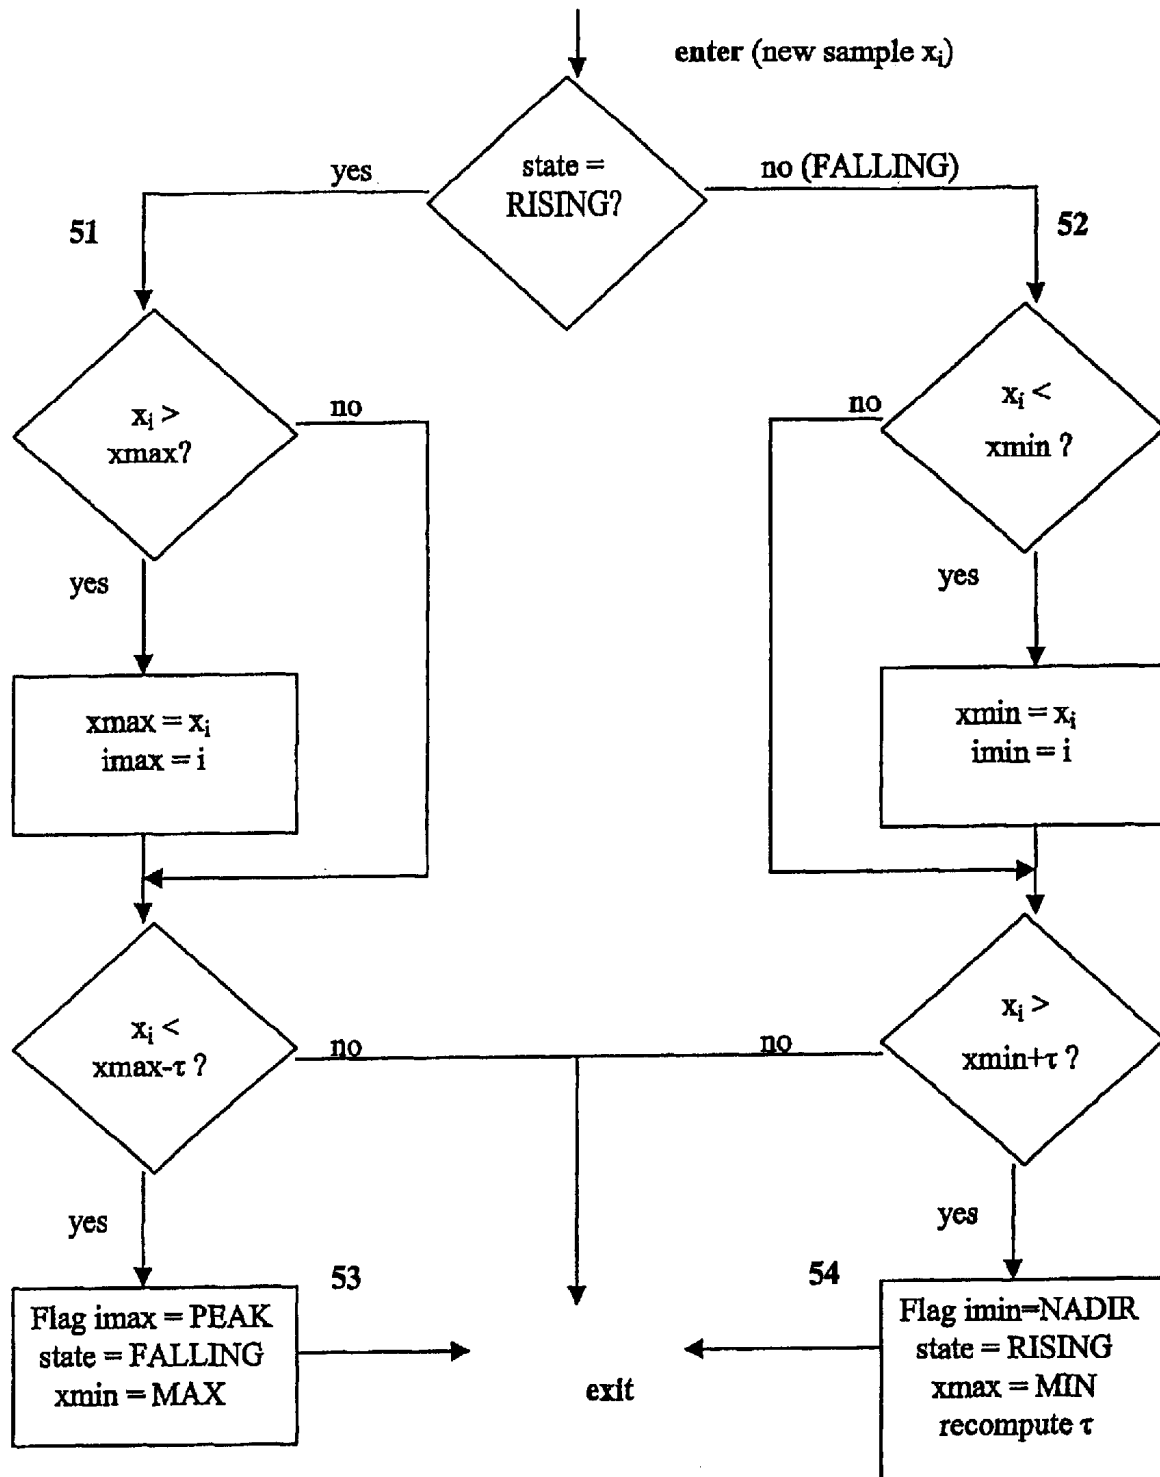 enter (new sample xᵢ)
state =
RISING?
yes
no (FALLING)
51
52
xᵢ >
xmax?
no
xᵢ <
xmin ?
no
yes
yes
xmax = xᵢ
imax = i
xmin = xᵢ
imin = i
xᵢ <
xmax-τ ?
no
no
xᵢ >
xmin+τ ?
yes
yes
53
54
Flag imax = PEAK
state = FALLING
xmin = MAX
exit
Flag imin=NADIR
state = RISING
xmax = MIN
recompute τ